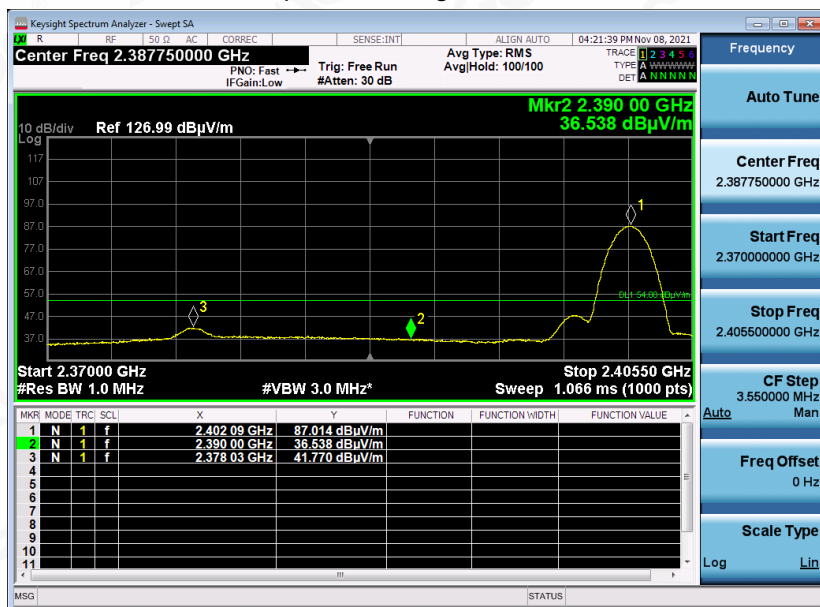 Keysight Spectrum Analyzer - Swept SA
LXI R RF 50 Ω AC CORREC SENSE:INT ALIGN AUTO 04:21:39 PM Nov 08, 2021
Center Freq 2.387750000 GHz
PNO: Fast
IFGain:Low
Trig: Free Run
#Atten: 30 dB
Avg Type: RMS
Avg|Hold: 100/100
TRACE 1 2 3 4 5 6
TYPE A WWWWW
DET A N N N N N
Mkr2 2.390 00 GHz
36.538 dBµV/m
10 dB/div Ref 126.99 dBµV/m
Log
117
107
97.0
87.0
77.0
67.0
57.0
47.0
37.0
1
2
3
DL1 54.00 dBµV/m
Start 2.37000 GHz Stop 2.40550 GHz
#Res BW 1.0 MHz #VBW 3.0 MHz* Sweep 1.066 ms (1000 pts)
MKR MODE TRC SCL X Y FUNCTION FUNCTION WIDTH FUNCTION VALUE
1 N 1 f 2.402 09 GHz 87.014 dBµV/m
2 N 1 f 2.390 00 GHz 36.538 dBµV/m
3 N 1 f 2.378 03 GHz 41.770 dBµV/m
4
5
6
7
8
9
10
11
MSG STATUS
Frequency
Auto Tune
Center Freq
2.387750000 GHz
Start Freq
2.370000000 GHz
Stop Freq
2.405500000 GHz
CF Step
3.550000 MHz
Auto Man
Freq Offset
0 Hz
Scale Type
Log Lin